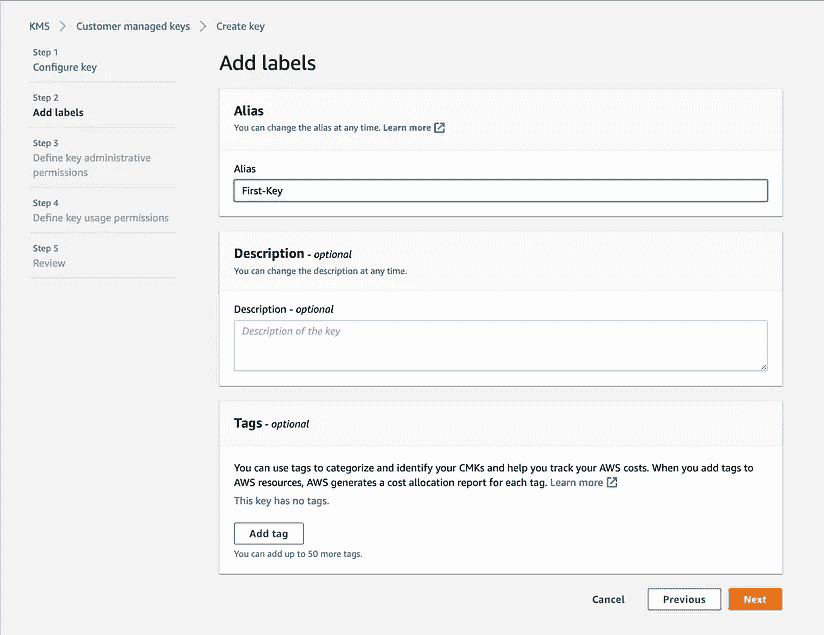 KMS > Customer managed keys > Create key
Step 1
Configure key
Step 2
Add labels
Step 3
Define key administrative
permissions
Step 4
Define key usage permissions
Step 5
Review
Add labels
Alias
You can change the alias at any time. Learn more
Alias
First-Key
Description - optional
You can change the description at any time.
Description - optional
Description of the key
Tags - optional
You can use tags to categorize and identify your CMKs and help you track your AWS costs. When you add tags to
AWS resources, AWS generates a cost allocation report for each tag. Learn more
This key has no tags.
Add tag
You can add up to 50 more tags.
Cancel Previous Next